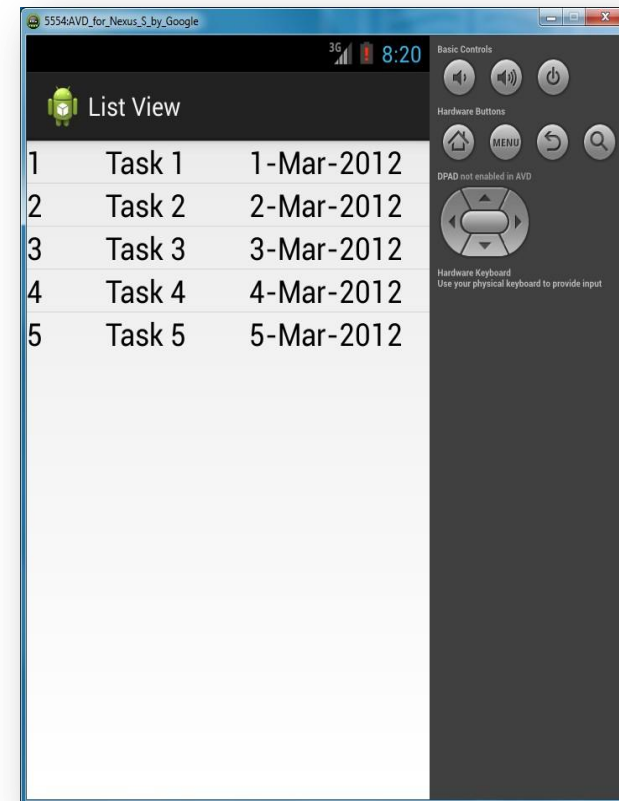 5554:AVD_for_Nexus_S_by_Google
3G 8:20
List View
1 Task 1 1-Mar-2012
2 Task 2 2-Mar-2012
3 Task 3 3-Mar-2012
4 Task 4 4-Mar-2012
5 Task 5 5-Mar-2012
Basic Controls
Hardware Buttons
MENU
DPAD not enabled in AVD
Hardware Keyboard
Use your physical keyboard to provide input